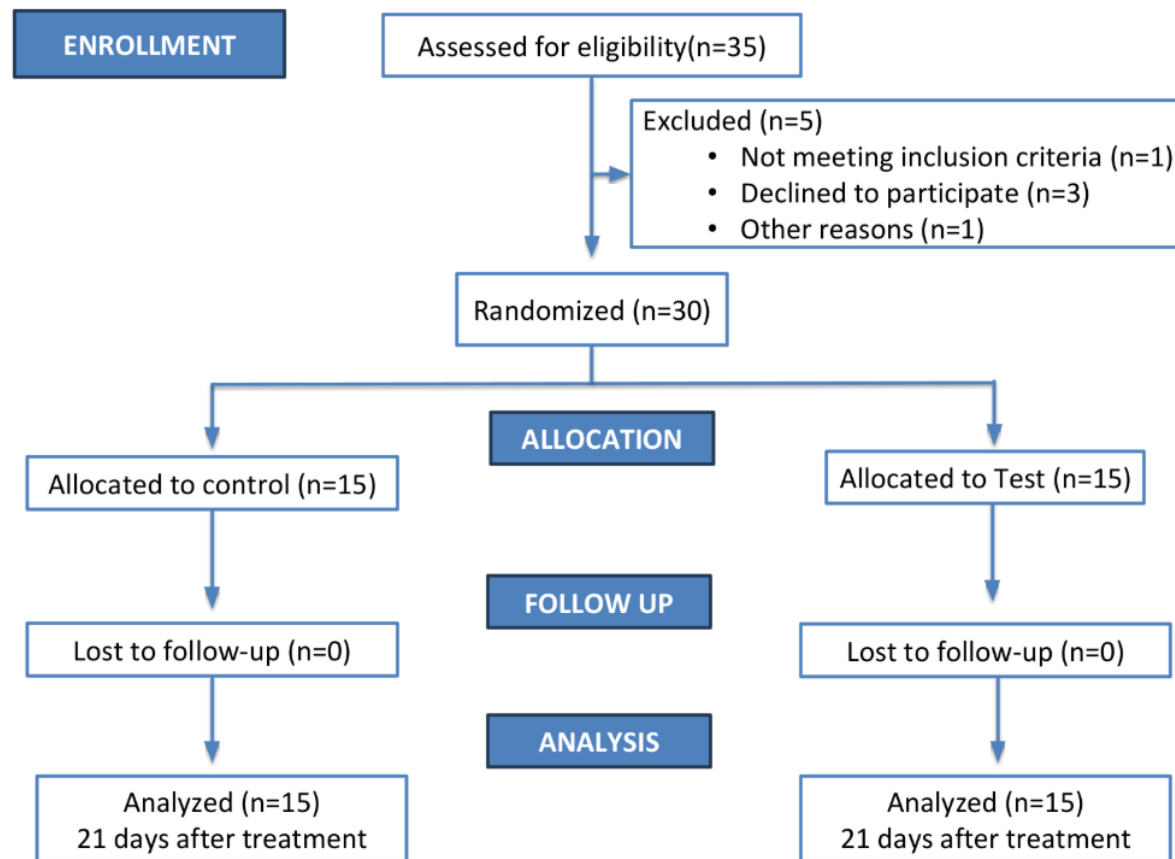 ENROLLMENT
Assessed for eligibility(n=35)
Excluded (n=5)
• Not meeting inclusion criteria (n=1)
• Declined to participate (n=3)
• Other reasons (n=1)
Randomized (n=30)
ALLOCATION
Allocated to control (n=15)
Allocated to Test (n=15)
FOLLOW UP
Lost to follow-up (n=0)
Lost to follow-up (n=0)
ANALYSIS
Analyzed (n=15)
21 days after treatment
Analyzed (n=15)
21 days after treatment